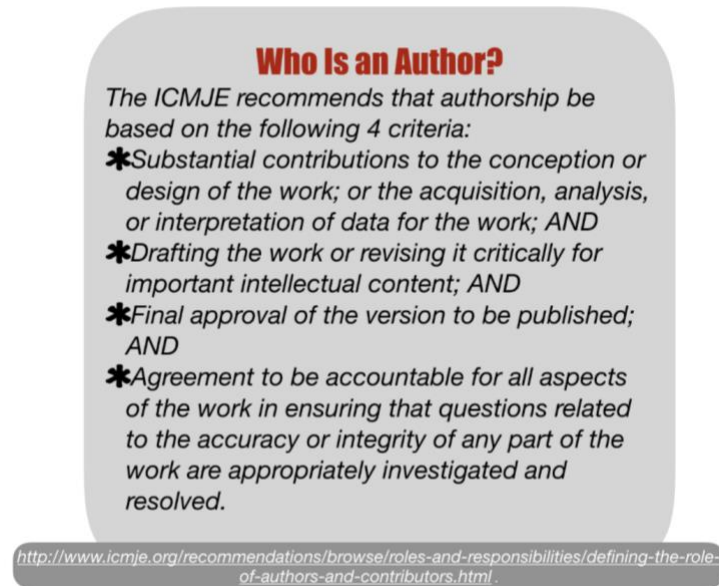 Who Is an Author?
The ICMJE recommends that authorship be
based on the following 4 criteria:
✱Substantial contributions to the conception or
design of the work; or the acquisition, analysis,
or interpretation of data for the work; AND
✱Drafting the work or revising it critically for
important intellectual content; AND
✱Final approval of the version to be published;
AND
✱Agreement to be accountable for all aspects
of the work in ensuring that questions related
to the accuracy or integrity of any part of the
work are appropriately investigated and
resolved.
http://www.icmje.org/recommendations/browse/roles-and-responsibilities/defining-the-role-
of-authors-and-contributors.html .